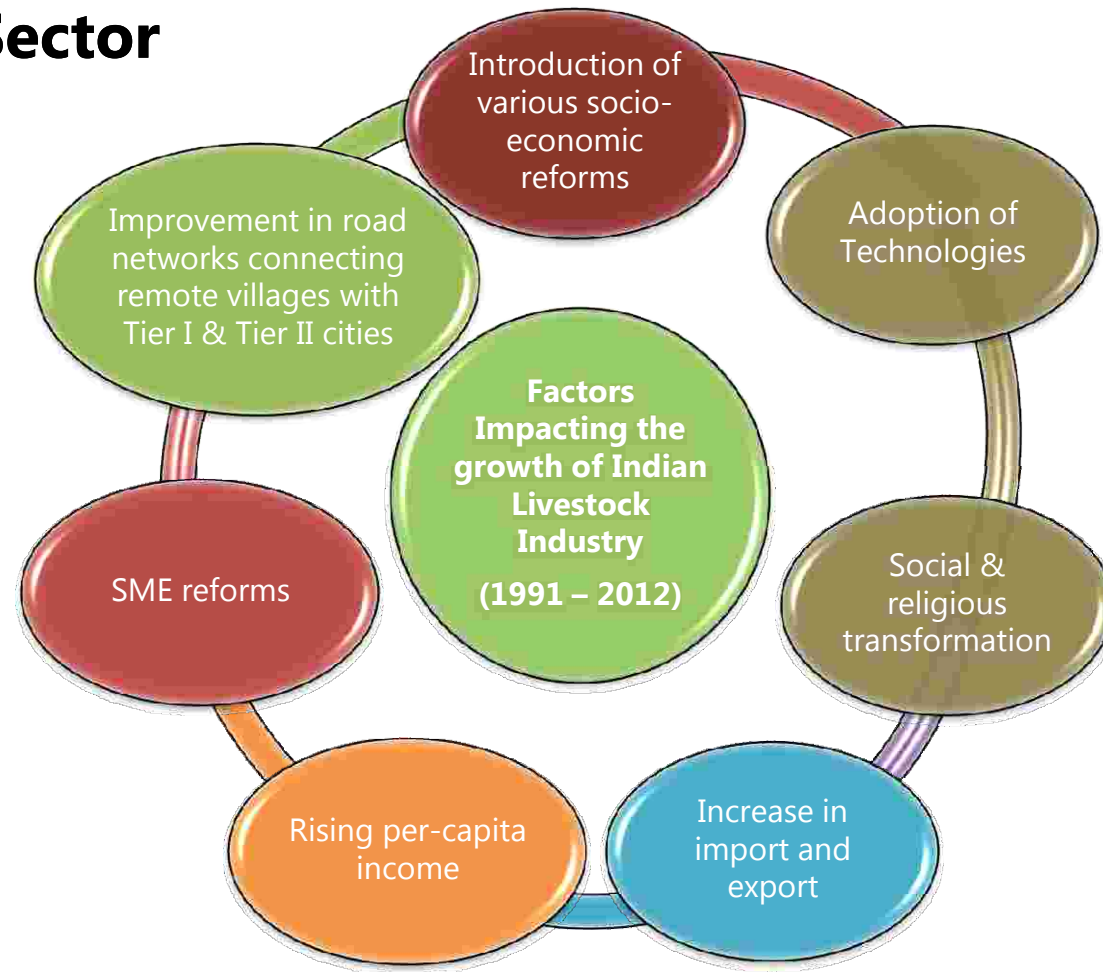 Sector
Introduction of
various socio-
economic
reforms
Adoption of
Technologies
Social &
religious
transformation
Increase in
import and
export
Rising per-capita
income
SME reforms
Improvement in road
networks connecting
remote villages with
Tier I & Tier II cities
Factors
Impacting the
growth of Indian
Livestock
Industry
(1991 – 2012)